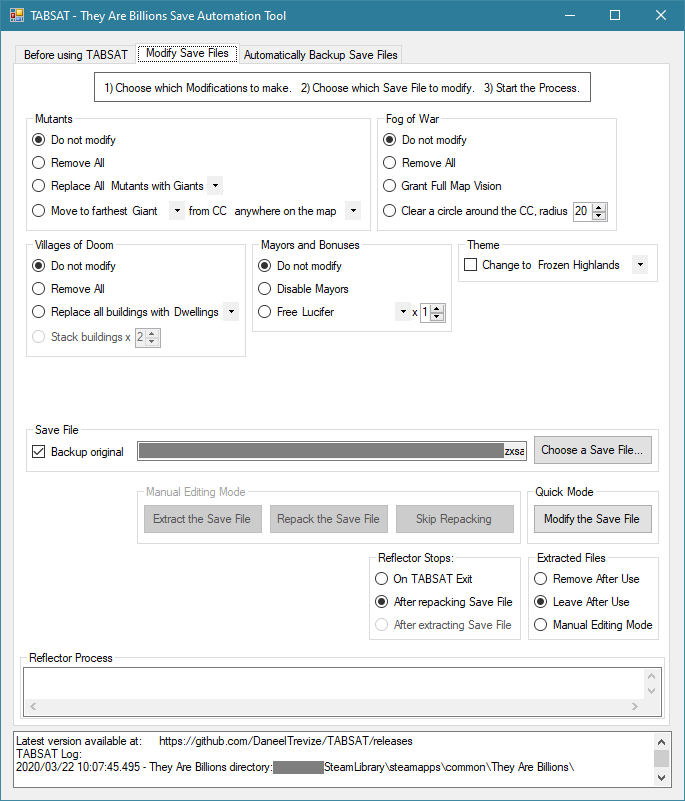 TABSAT - They Are Billions Save Automation Tool
Before using TABSAT Modify Save Files Automatically Backup Save Files
1) Choose which Modifications to make. 2) Choose which Save File to modify. 3) Start the Process.
Mutants
Do not modify
Remove All
Replace All Mutants with Giants
Move to farthest Giant from CC anywhere on the map
Fog of War
Do not modify
Remove All
Grant Full Map Vision
Clear a circle around the CC, radius 20
Villages of Doom
Do not modify
Remove All
Replace all buildings with Dwellings
Stack buildings x 2
Mayors and Bonuses
Do not modify
Disable Mayors
Free Lucifer x 1
Theme
Change to Frozen Highlands
Save File
Backup original zxsa Choose a Save File...
Manual Editing Mode
Extract the Save File Repack the Save File Skip Repacking
Quick Mode
Modify the Save File
Reflector Stops:
On TABSAT Exit
After repacking Save File
After extracting Save File
Extracted Files
Remove After Use
Leave After Use
Manual Editing Mode
Reflector Process
Latest version available at: https://github.com/DaneelTrevize/TABSAT/releases
TABSAT Log:
2020/03/22 10:07:45.495 - They Are Billions directory: SteamLibrary\steamapps\common\They Are Billions\